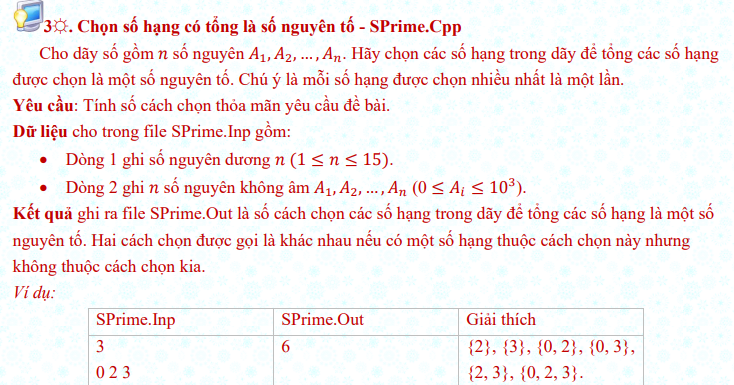 3☼. Chọn số hạng có tổng là số nguyên tố - SPrime.Cpp
Cho dãy số gồm n số nguyên A₁, A₂, ..., Aₙ. Hãy chọn các số hạng trong dãy để tổng các số hạng
được chọn là một số nguyên tố. Chú ý là mỗi số hạng được chọn nhiều nhất là một lần.
Yêu cầu: Tính số cách chọn thỏa mãn yêu cầu đề bài.
Dữ liệu cho trong file SPrime.Inp gồm:
• Dòng 1 ghi số nguyên dương n (1 ≤ n ≤ 15).
• Dòng 2 ghi n số nguyên không âm A₁, A₂, ..., Aₙ (0 ≤ Aᵢ ≤ 10³).
Kết quả ghi ra file SPrime.Out là số cách chọn các số hạng trong dãy để tổng các số hạng là một số
nguyên tố. Hai cách chọn được gọi là khác nhau nếu có một số hạng thuộc cách chọn này nhưng
không thuộc cách chọn kia.
Ví dụ:
SPrime.Inp SPrime.Out Giải thích
3 6 {2}, {3}, {0, 2}, {0, 3},
0 2 3 {2, 3}, {0, 2, 3}.